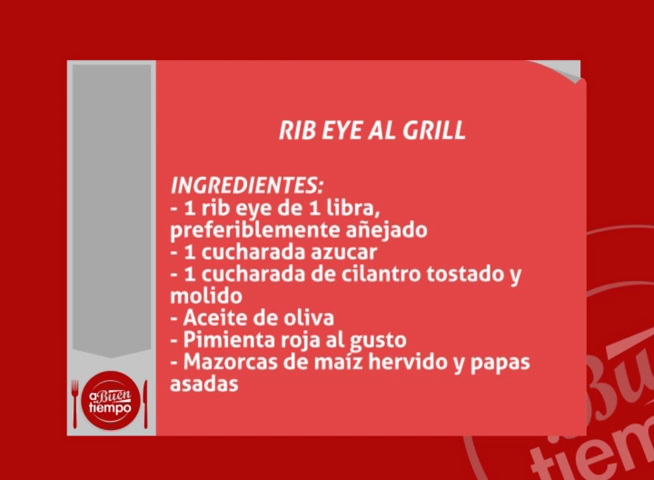 RIB EYE AL GRILL
INGREDIENTES:
- 1 rib eye de 1 libra,
preferiblemente añejado
- 1 cucharada azucar
- 1 cucharada de cilantro tostado y
molido
- Aceite de oliva
- Pimienta roja al gusto
- Mazorcas de maíz hervido y papas
asadas
a Buen
tiempo